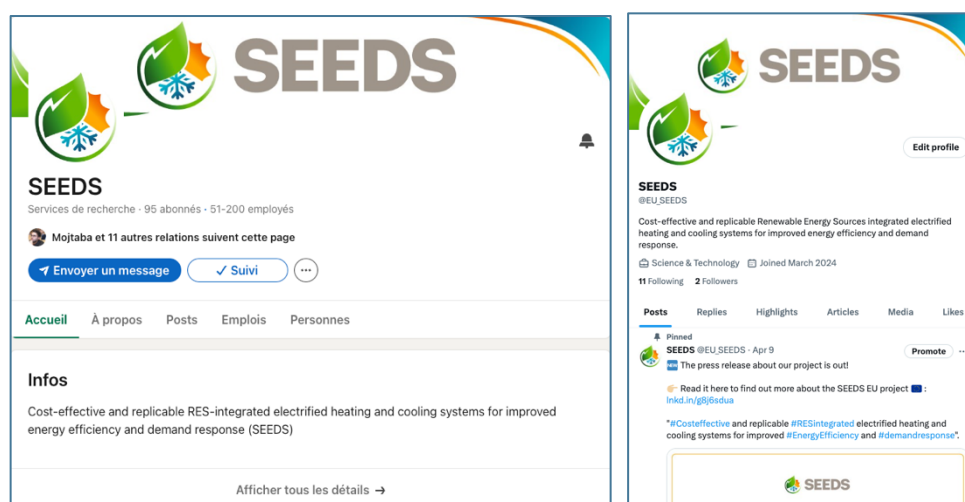 SEEDS
SEEDS
Services de recherche · 95 abonnés · 51-200 employés
Mojtaba et 11 autres relations suivent cette page
Envoyer un message
Suivi
Accueil À propos Posts Emplois Personnes
Infos
Cost-effective and replicable RES-integrated electrified heating and cooling systems for improved
energy efficiency and demand response (SEEDS)
Afficher tous les détails →
SEEDS
Edit profile
SEEDS
@EU_SEEDS
Cost-effective and replicable Renewable Energy Sources integrated electrified
heating and cooling systems for improved energy efficiency and demand
response.
Science & Technology Joined March 2024
11 Following 2 Followers
Posts Replies Highlights Articles Media Likes
Pinned
SEEDS @EU_SEEDS · Apr 9
Promote
NEW The press release about our project is out!
Read it here to find out more about the SEEDS EU project :
lnkd.in/g8j6sdua
"#Costeffective and replicable #RESintegrated electrified heating and
cooling systems for improved #EnergyEfficiency and #demandresponse".
SEEDS